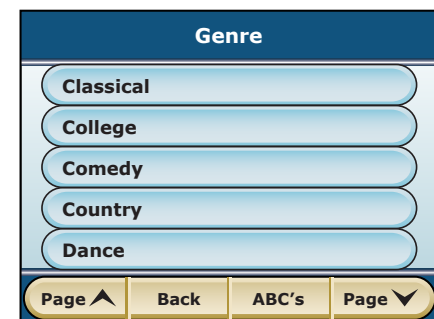 Genre
Classical
College
Comedy
Country
Dance
Page Back ABC's Page